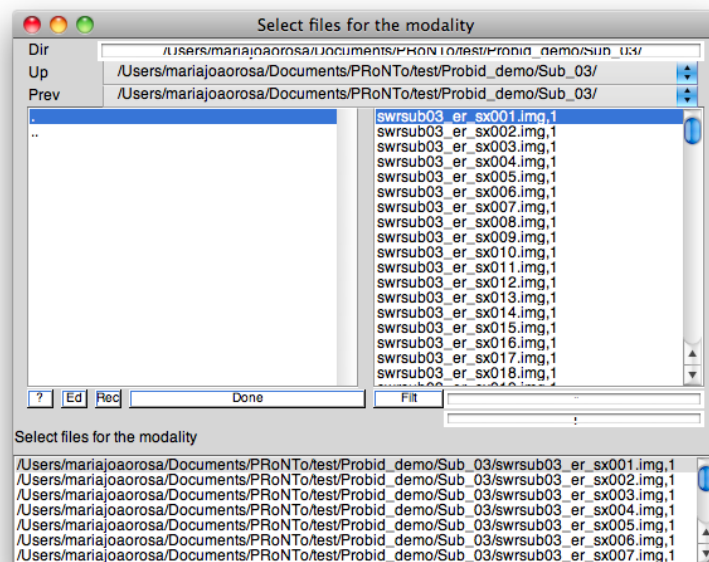 Select files for the modality
Dir /Users/mariajoaorosa/Documents/PRoNTo/test/Probid_demo/Sub_03/
Up /Users/mariajoaorosa/Documents/PRoNTo/test/Probid_demo/Sub_03/
Prev /Users/mariajoaorosa/Documents/PRoNTo/test/Probid_demo/Sub_03/
.
..
swrsub03_er_sx001.img,1
swrsub03_er_sx002.img,1
swrsub03_er_sx003.img,1
swrsub03_er_sx004.img,1
swrsub03_er_sx005.img,1
swrsub03_er_sx006.img,1
swrsub03_er_sx007.img,1
swrsub03_er_sx008.img,1
swrsub03_er_sx009.img,1
swrsub03_er_sx010.img,1
swrsub03_er_sx011.img,1
swrsub03_er_sx012.img,1
swrsub03_er_sx013.img,1
swrsub03_er_sx014.img,1
swrsub03_er_sx015.img,1
swrsub03_er_sx016.img,1
swrsub03_er_sx017.img,1
swrsub03_er_sx018.img,1
? Ed Rec Done Filt
Select files for the modality
/Users/mariajoaorosa/Documents/PRoNTo/test/Probid_demo/Sub_03/swrsub03_er_sx001.img,1
/Users/mariajoaorosa/Documents/PRoNTo/test/Probid_demo/Sub_03/swrsub03_er_sx002.img,1
/Users/mariajoaorosa/Documents/PRoNTo/test/Probid_demo/Sub_03/swrsub03_er_sx003.img,1
/Users/mariajoaorosa/Documents/PRoNTo/test/Probid_demo/Sub_03/swrsub03_er_sx004.img,1
/Users/mariajoaorosa/Documents/PRoNTo/test/Probid_demo/Sub_03/swrsub03_er_sx005.img,1
/Users/mariajoaorosa/Documents/PRoNTo/test/Probid_demo/Sub_03/swrsub03_er_sx006.img,1
/Users/mariajoaorosa/Documents/PRoNTo/test/Probid_demo/Sub_03/swrsub03_er_sx007.img,1